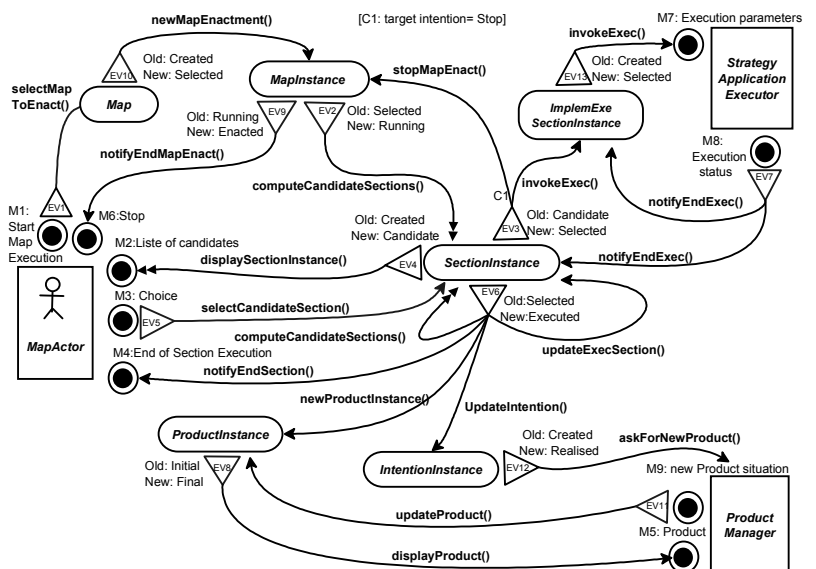 newMapEnactment()
[C1: target intention= Stop]
M7: Execution parameters
invokeExec()
Old: Created
New: Selected
EV10
MapInstance
stopMapEnact()
Old: Created
New: Selected
EV13
Strategy
Application
Executor
selectMap
ToEnact()
Map
Old: Running
New: Enacted
EV9
EV2
Old: Selected
New: Running
ImplemExe
SectionInstance
M8:
Execution
status
EV7
notifyEndMapEnact()
computeCandidateSections()
invokeExec()
notifyEndExec()
EV1
M1:
Start
Map
Execution
M6:Stop
C1
EV3
Old: Candidate
New: Selected
Old: Created
New: Candidate
M2:Liste of candidates
displaySectionInstance()
EV4
SectionInstance
notifyEndExec()
M3: Choice
EV5
selectCandidateSection()
EV6
Old:Selected
New:Executed
computeCandidateSections()
updateExecSection()
MapActor
M4:End of Section Execution
notifyEndSection()
newProductInstance()
UpdateIntention()
ProductInstance
Old: Created
New: Realised
askForNewProduct()
Old: Initial
New: Final
EV8
IntentionInstance
EV12
M9: new Product situation
EV11
updateProduct()
M5: Product
Product
Manager
displayProduct()